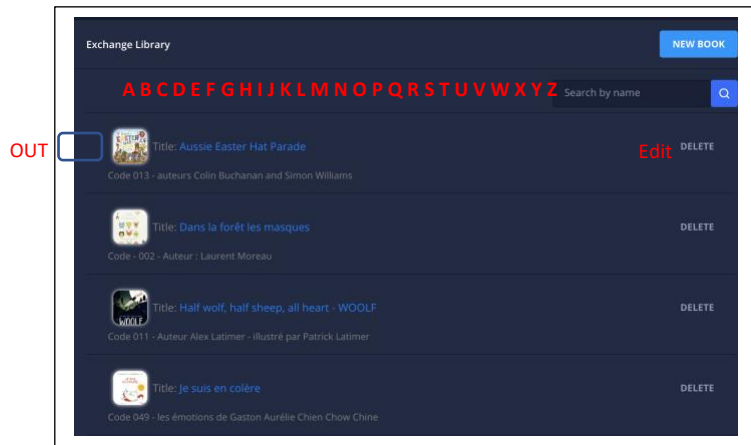 Exchange Library NEW BOOK
A B C D E F G H I J K L M N O P Q R S T U V W X Y Z Search by name
OUT Title: Aussie Easter Hat Parade Edit DELETE
Code 013 - auteurs Colin Buchanan and Simon Williams
Title: Dans la forêt les masques DELETE
Code - 002 - Auteur : Laurent Moreau
Title: Half wolf, half sheep, all heart - WOOLF DELETE
WOOLF
Code 011 - Auteur Alex Latimer - illustré par Patrick Latimer
Title: Je suis en colère DELETE
Code 049 - les émotions de Gaston Aurélie Chien Chow Chine